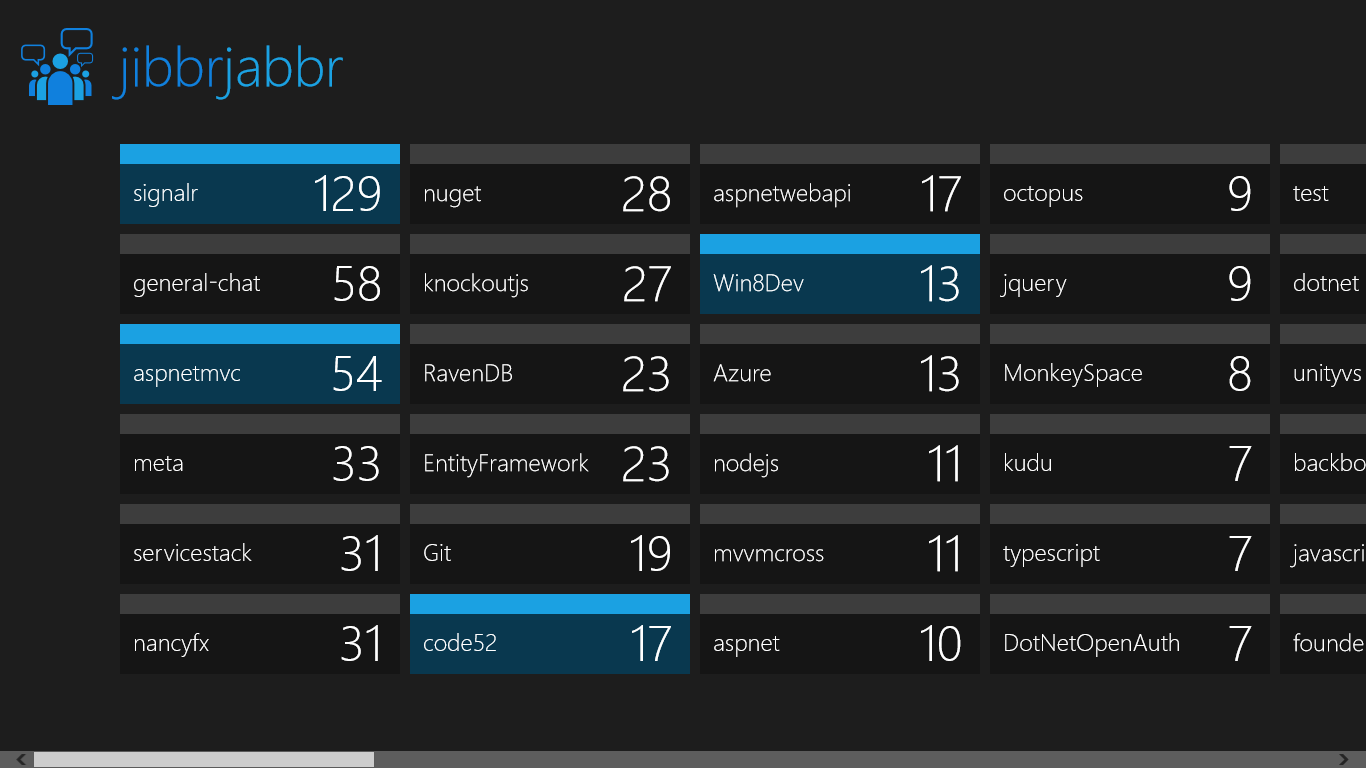 jibbrjabbr
signalr 129
general-chat 58
aspnetmvc 54
meta 33
servicestack 31
nancyfx 31
nuget 28
knockoutjs 27
RavenDB 23
EntityFramework 23
Git 19
code52 17
aspnetwebapi 17
Win8Dev 13
Azure 13
nodejs 11
mvvmcross 11
aspnet 10
octopus 9
jquery 9
MonkeySpace 8
kudu 7
typescript 7
DotNetOpenAuth 7
test
dotnet
unityvs
backbo
javascri
founde